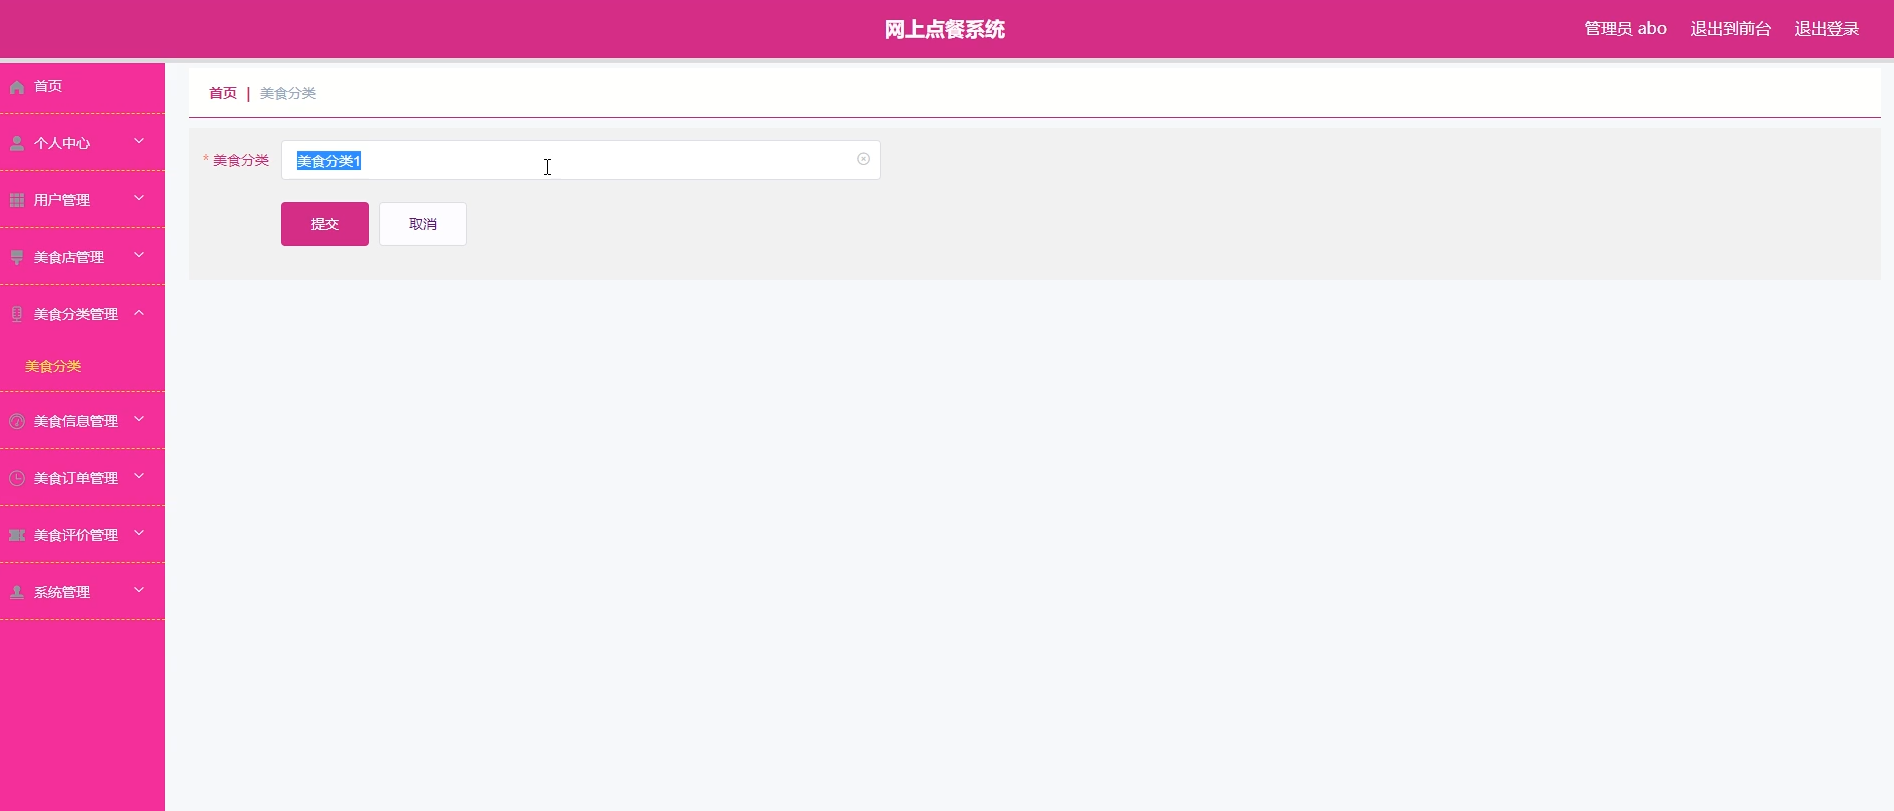 网上点餐系统
管理员 abo 退出到前台 退出登录
首页
个人中心
用户管理
美食店管理
美食分类管理
美食分类
美食信息管理
美食订单管理
美食评价管理
系统管理
首页 | 美食分类
* 美食分类 美食分类1
提交 取消